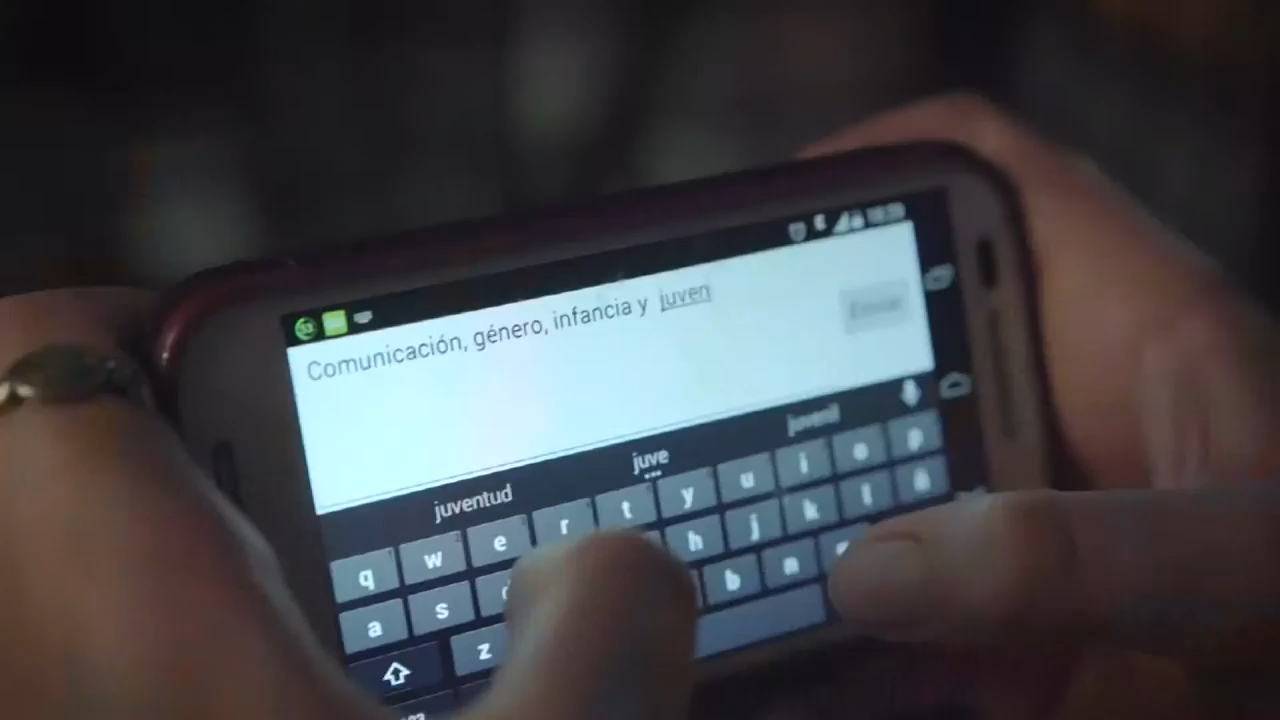 Comunicación, género, infancia y juven
juventud
juve
juvenil
q w e r t y u i o p
a s h j k l ñ
z b n